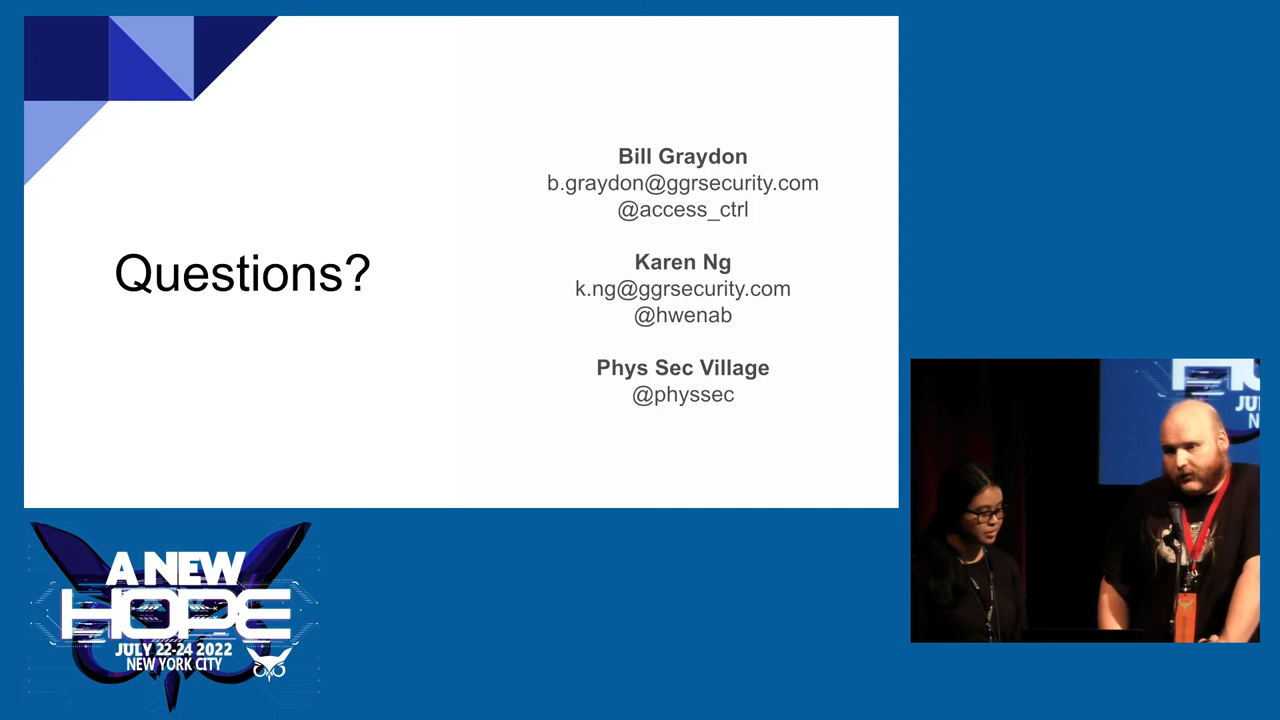 Questions?
Bill Graydon
b.graydon@ggrsecurity.com
@access_ctrl
Karen Ng
k.ng@ggrsecurity.com
@hwenab
Phys Sec Village
@physsec
A NEW
HOPE
JULY 22-24 2022
NEW YORK CITY